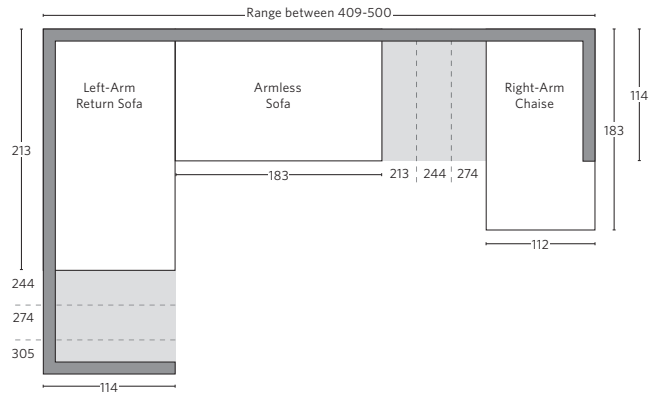 Range between 409-500
Left-Arm
Return Sofa
Armless
Sofa
Right-Arm
Chaise
114
183
213
183
213
244
274
112
244
274
305
114